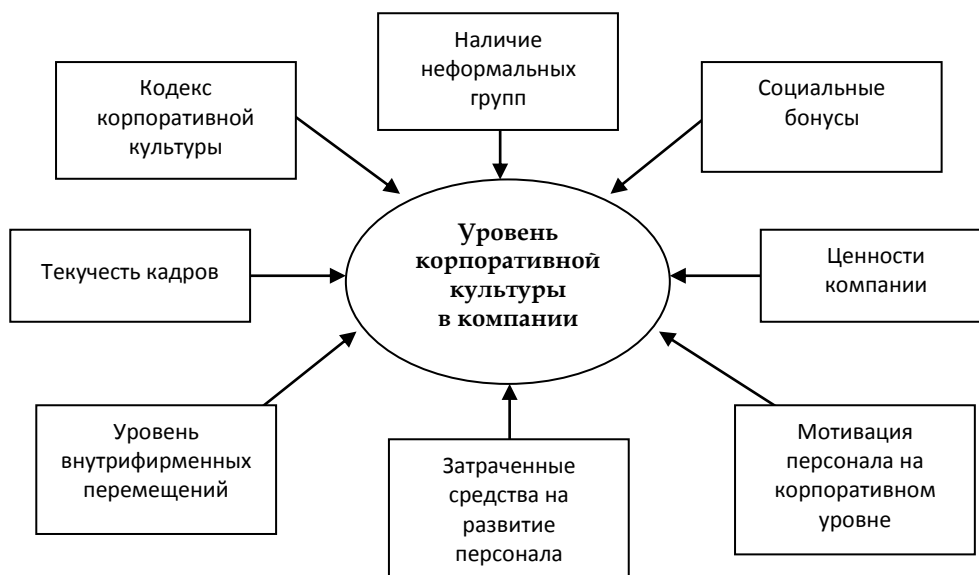 Наличие
неформальных
групп
Кодекс
корпоративной
культуры
Социальные
бонусы
Уровень
корпоративной
культуры
в компании
Текучесть кадров
Ценности
компании
Уровень
внутрифирменных
перемещений
Затраченные
средства на
развитие
персонала
Мотивация
персонала на
корпоративном
уровне